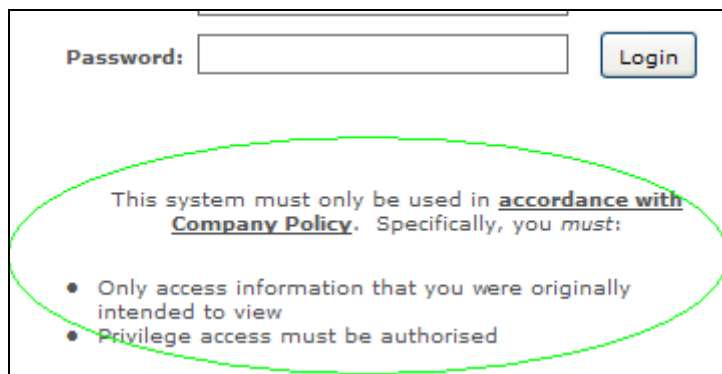 Password: Login
This system must only be used in accordance with
Company Policy. Specifically, you must:
• Only access information that you were originally
intended to view
• Privilege access must be authorised